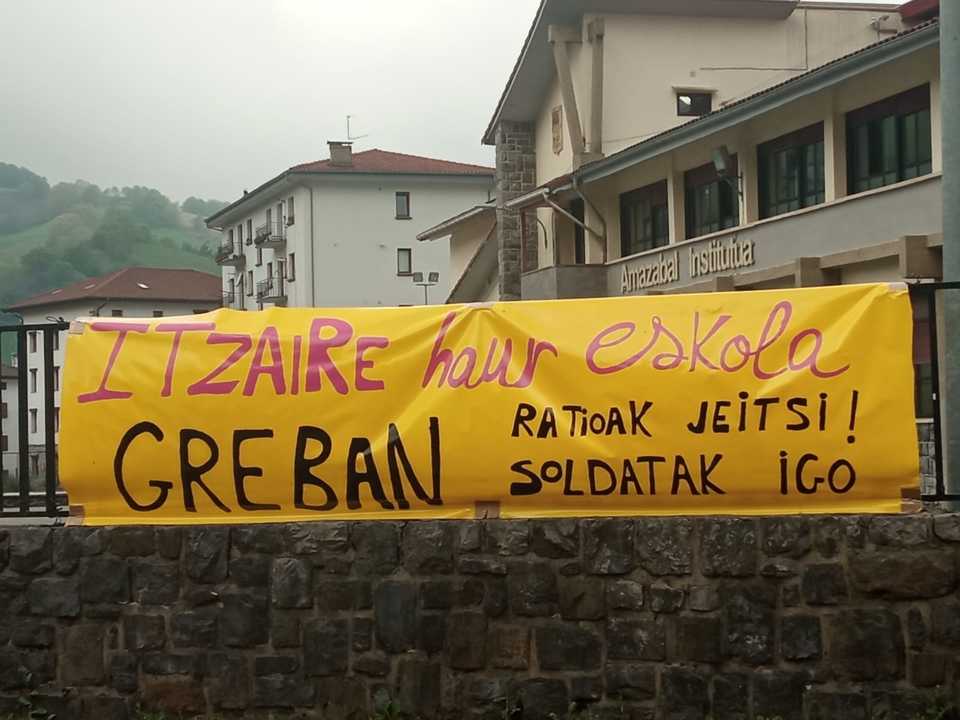 Amazabal Institutua
ITZAIRE haur eskola
GREBAN
RATIOAK JEITSI!
SOLDATAK IGO